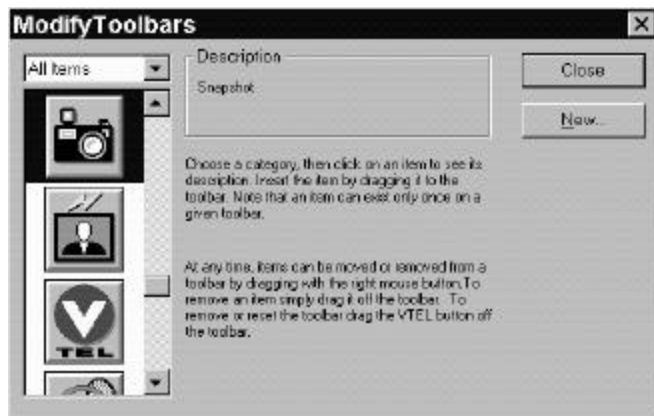 ModifyToolbars
All Items
Description
Close
Snapshot
New...
Choose a category, then click on an item to see its
description. Insert the item by dragging it to the
toolbar. Note that an item can exist only once on a
given toolbar.
At any time, items can be moved or removed from a
toolbar by dragging with the right mouse button.To
remove an item simply drag it off the toolbar. To
remove or reset the toolbar drag the VTEL button off
the toolbar.
V
TEL